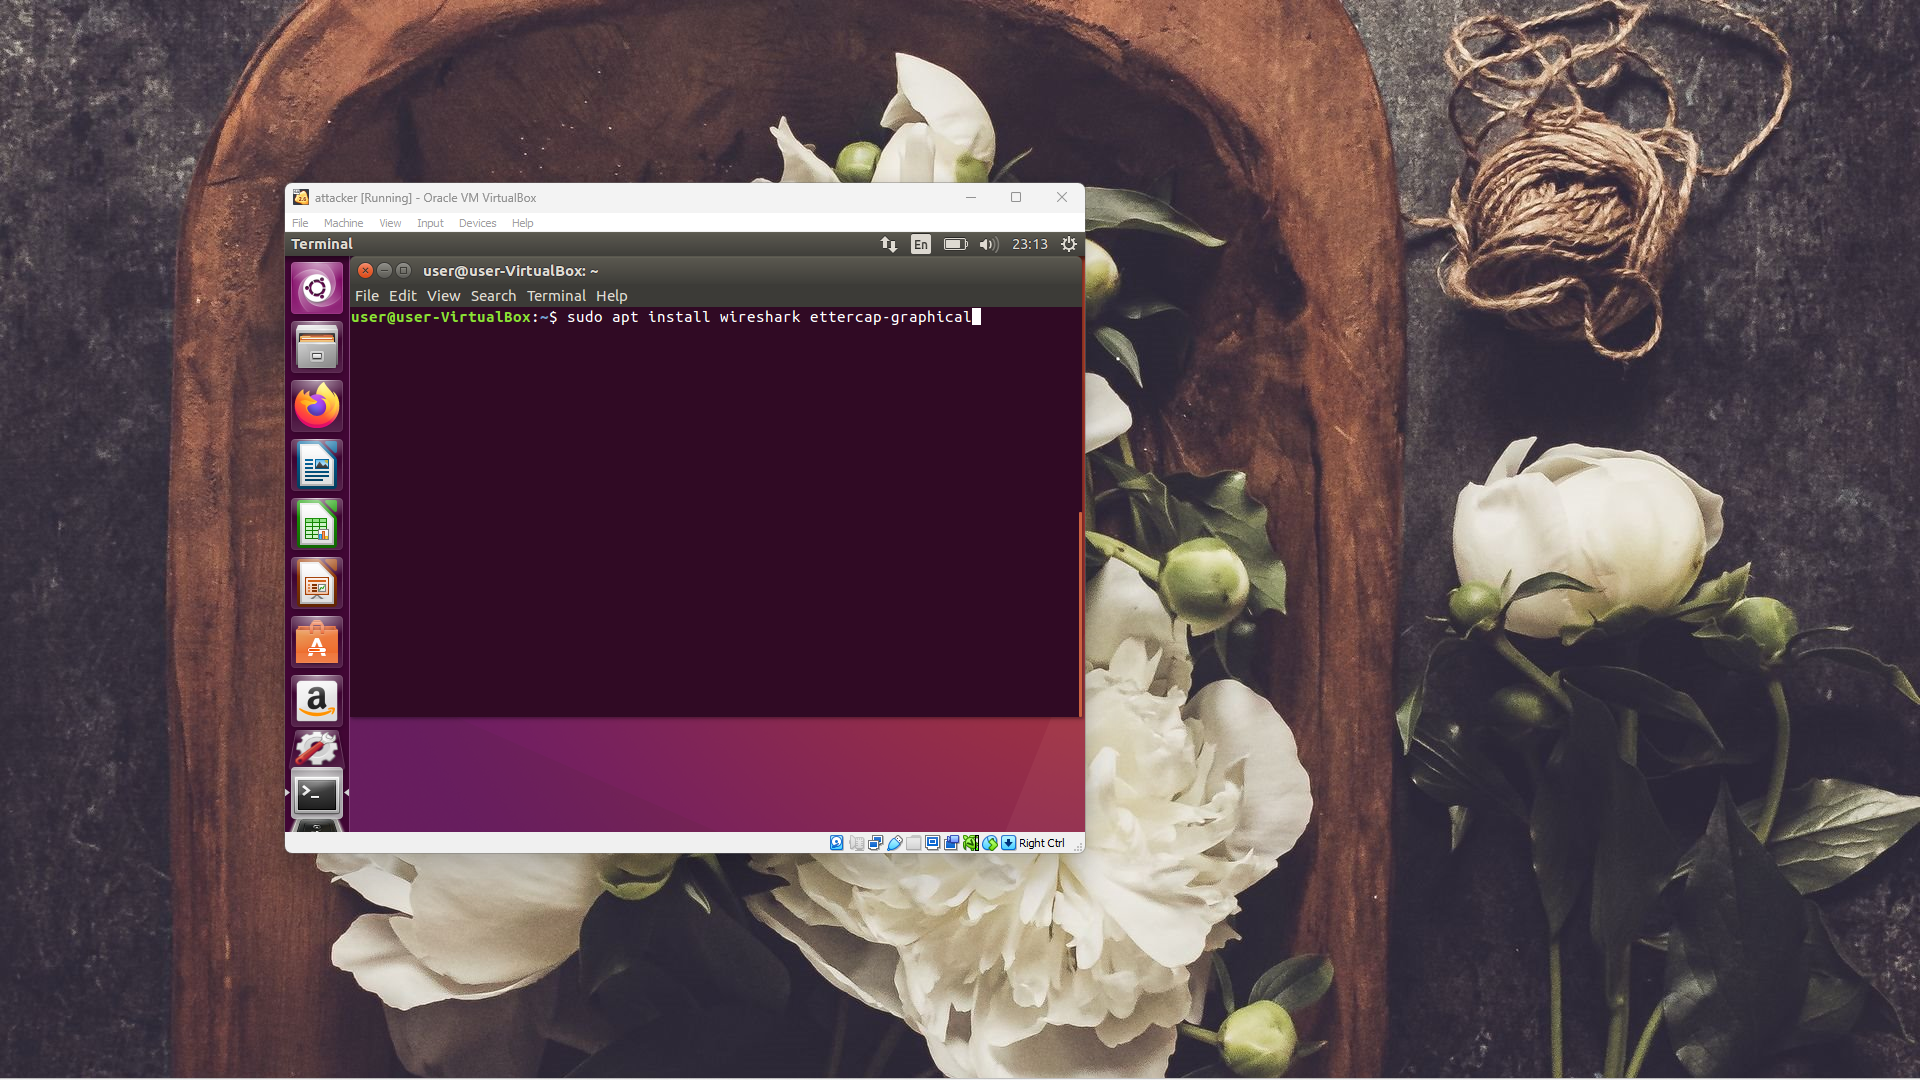 attacker [Running] - Oracle VM VirtualBox
File Machine View Input Devices Help
Terminal En 23:13
user@user-VirtualBox: ~
File Edit View Search Terminal Help
user@user-VirtualBox:~$ sudo apt install wireshark ettercap-graphical
Right Ctrl